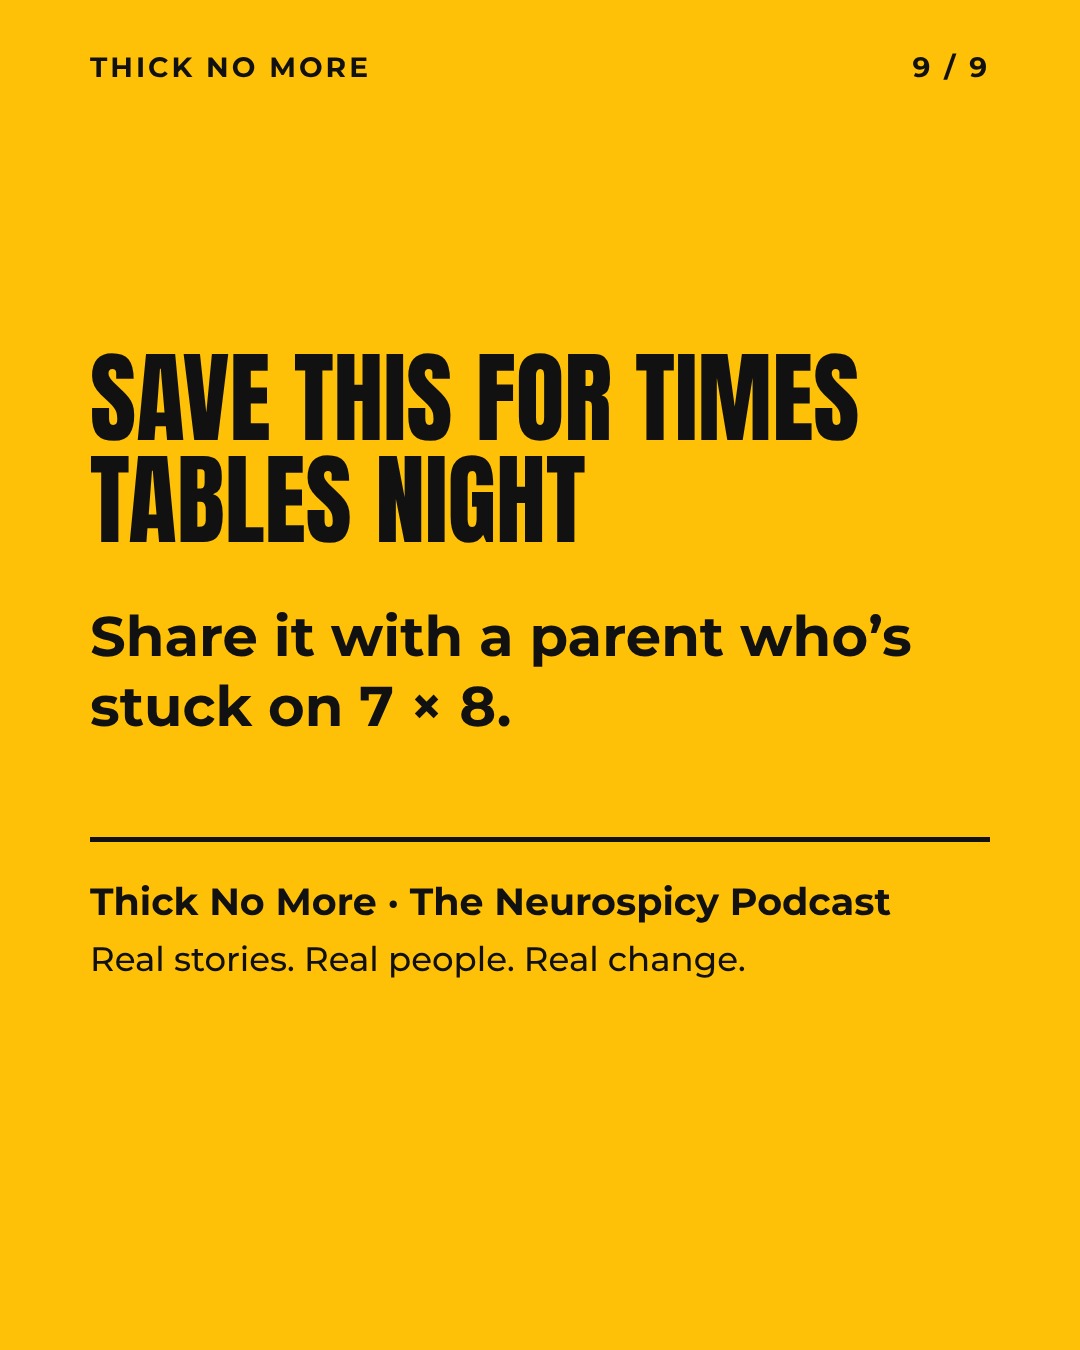 THICK NO MORE
9 / 9
SAVE THIS FOR TIMES
TABLES NIGHT
Share it with a parent who’s
stuck on 7 × 8.
Thick No More · The Neurospicy Podcast
Real stories. Real people. Real change.